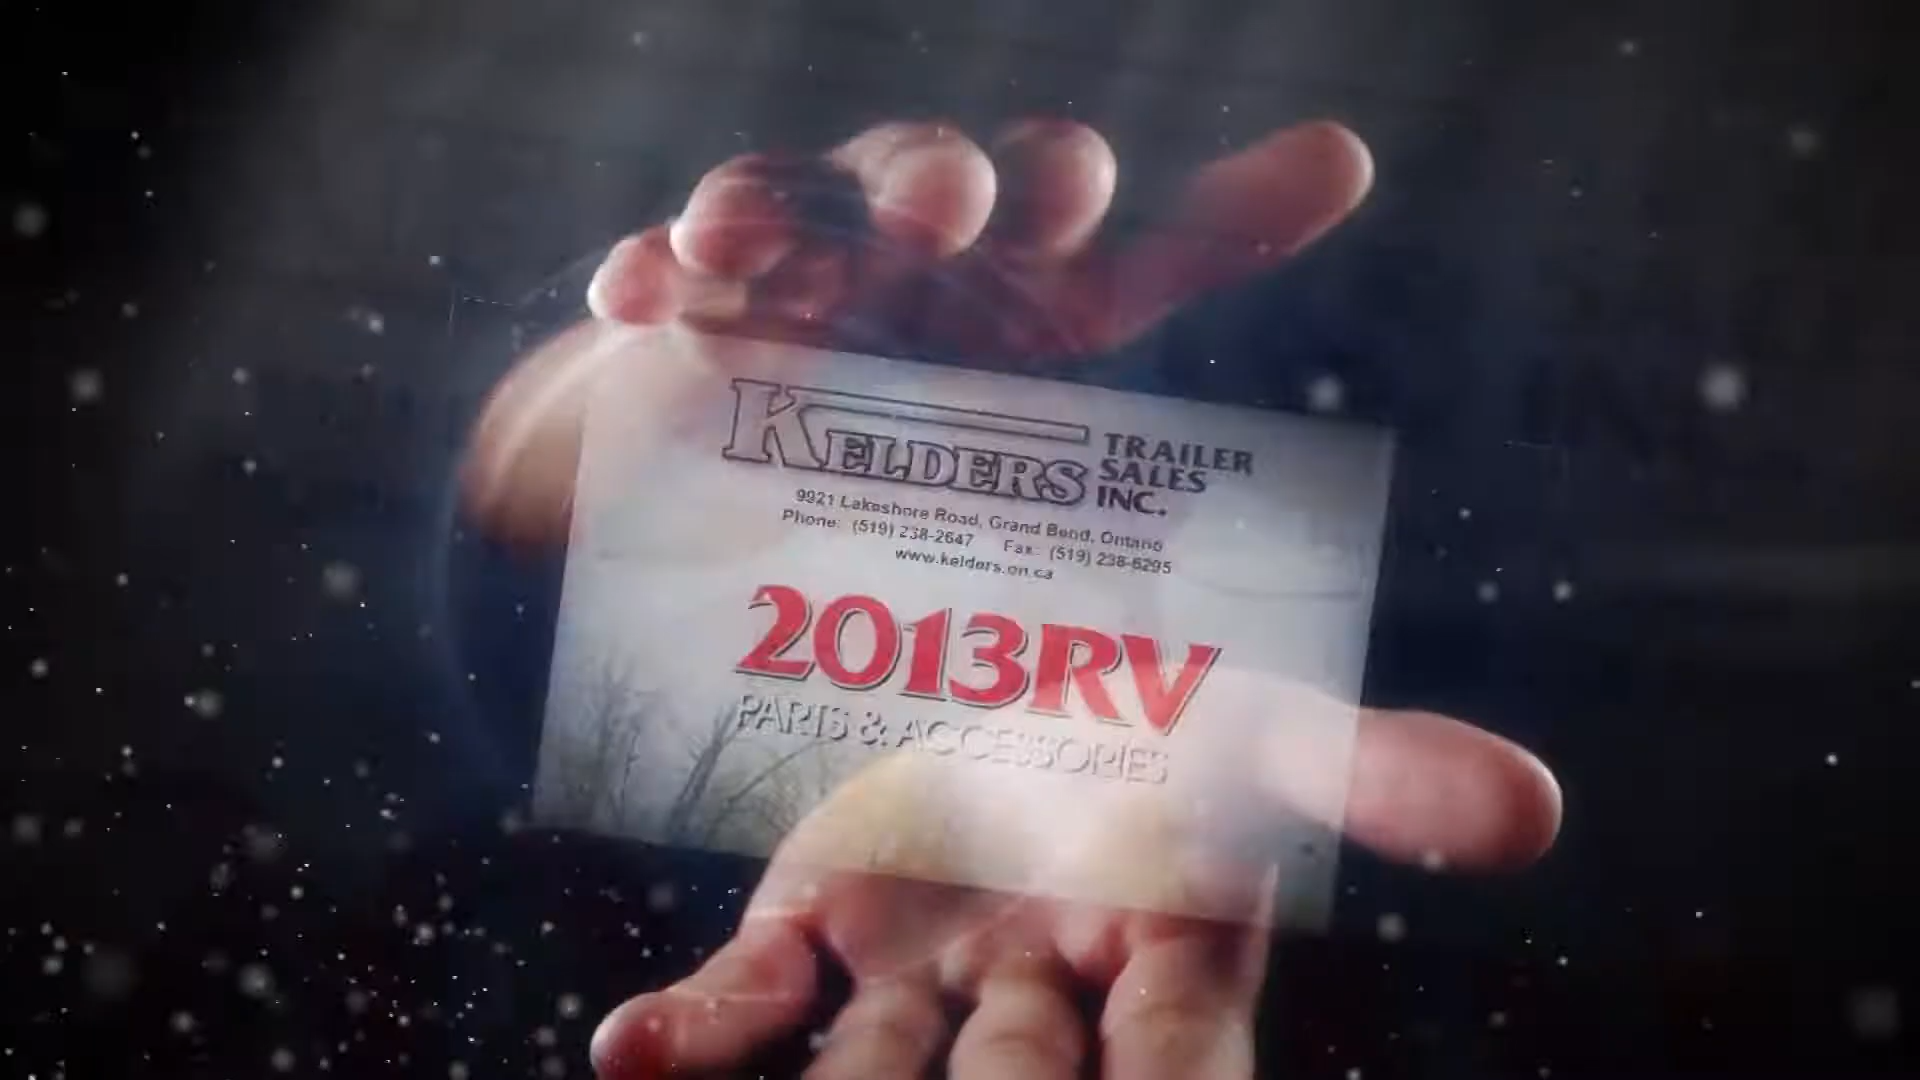 KELDERS TRAILER SALES INC.
9921 Lakeshore Road, Grand Bend, Ontario
Phone: (519) 238-2647 Fax: (519) 238-6295
www.kelders.on.ca
2013RV
PARTS & ACCESSORIES